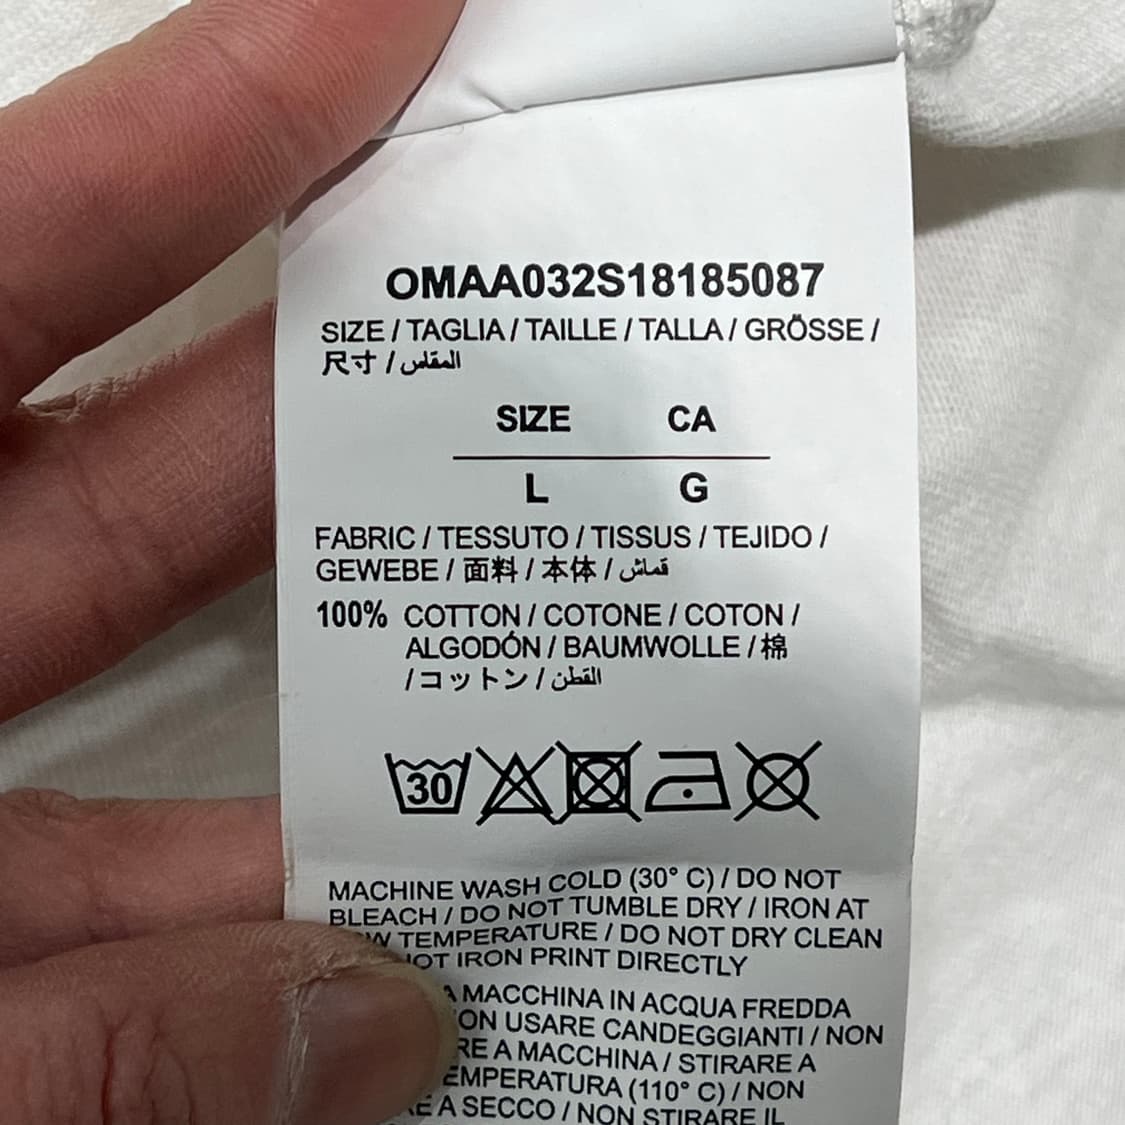 OMAA032S18185087
SIZE / TAGLIA / TAILLE / TALLA / GRÖSSE /
尺寸 / المقاس
SIZE CA
L G
FABRIC / TESSUTO / TISSUS / TEJIDO /
GEWEBE / 面料 / 本体 / قماش
100% COTTON / COTONE / COTON /
ALGODÓN / BAUMWOLLE / 棉
/ コットン / القطن
30
MACHINE WASH COLD (30° C) / DO NOT
BLEACH / DO NOT TUMBLE DRY / IRON AT
TEMPERATURE / DO NOT DRY CLEAN
IRON PRINT DIRECTLY
MACCHINA IN ACQUA FREDDA
USARE CANDEGGIANTI / NON
A MACCHINA / STIRARE A
(110° C) / NON
A SECCO / NON STIRARE IL